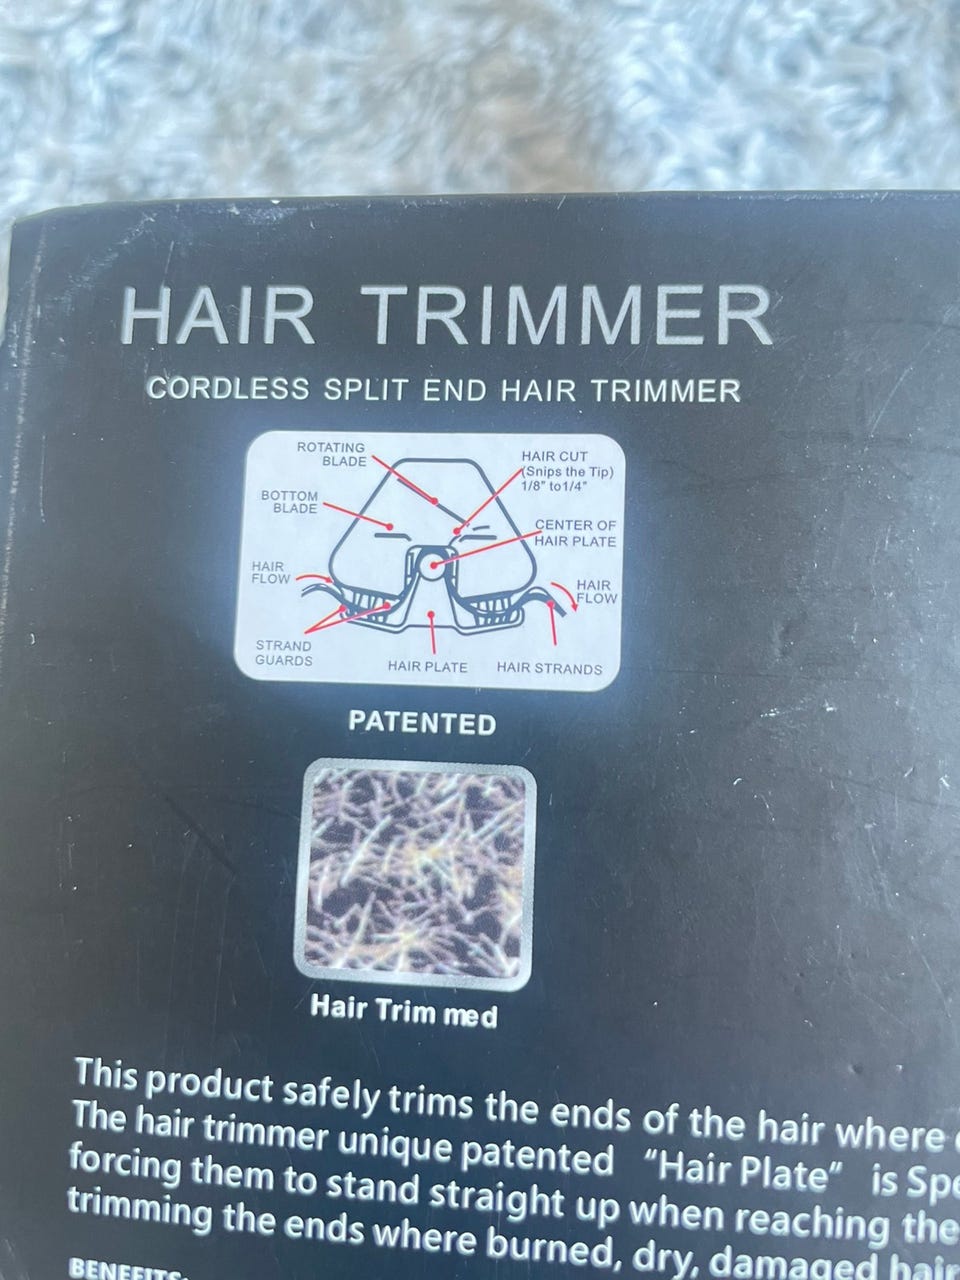 HAIR TRIMMER
CORDLESS SPLIT END HAIR TRIMMER
ROTATING
BLADE
HAIR CUT
(Snips the Tip)
1/8" to1/4"
BOTTOM
BLADE
CENTER OF
HAIR PLATE
HAIR
FLOW
HAIR
FLOW
STRAND
GUARDS
HAIR PLATE
HAIR STRANDS
PATENTED
Hair Trim med
This product safely trims the ends of the hair where
The hair trimmer unique patented "Hair Plate" is
forcing them to stand straight up when reaching the
trimming the ends where burned, dry, damaged hair
BENEFITS: